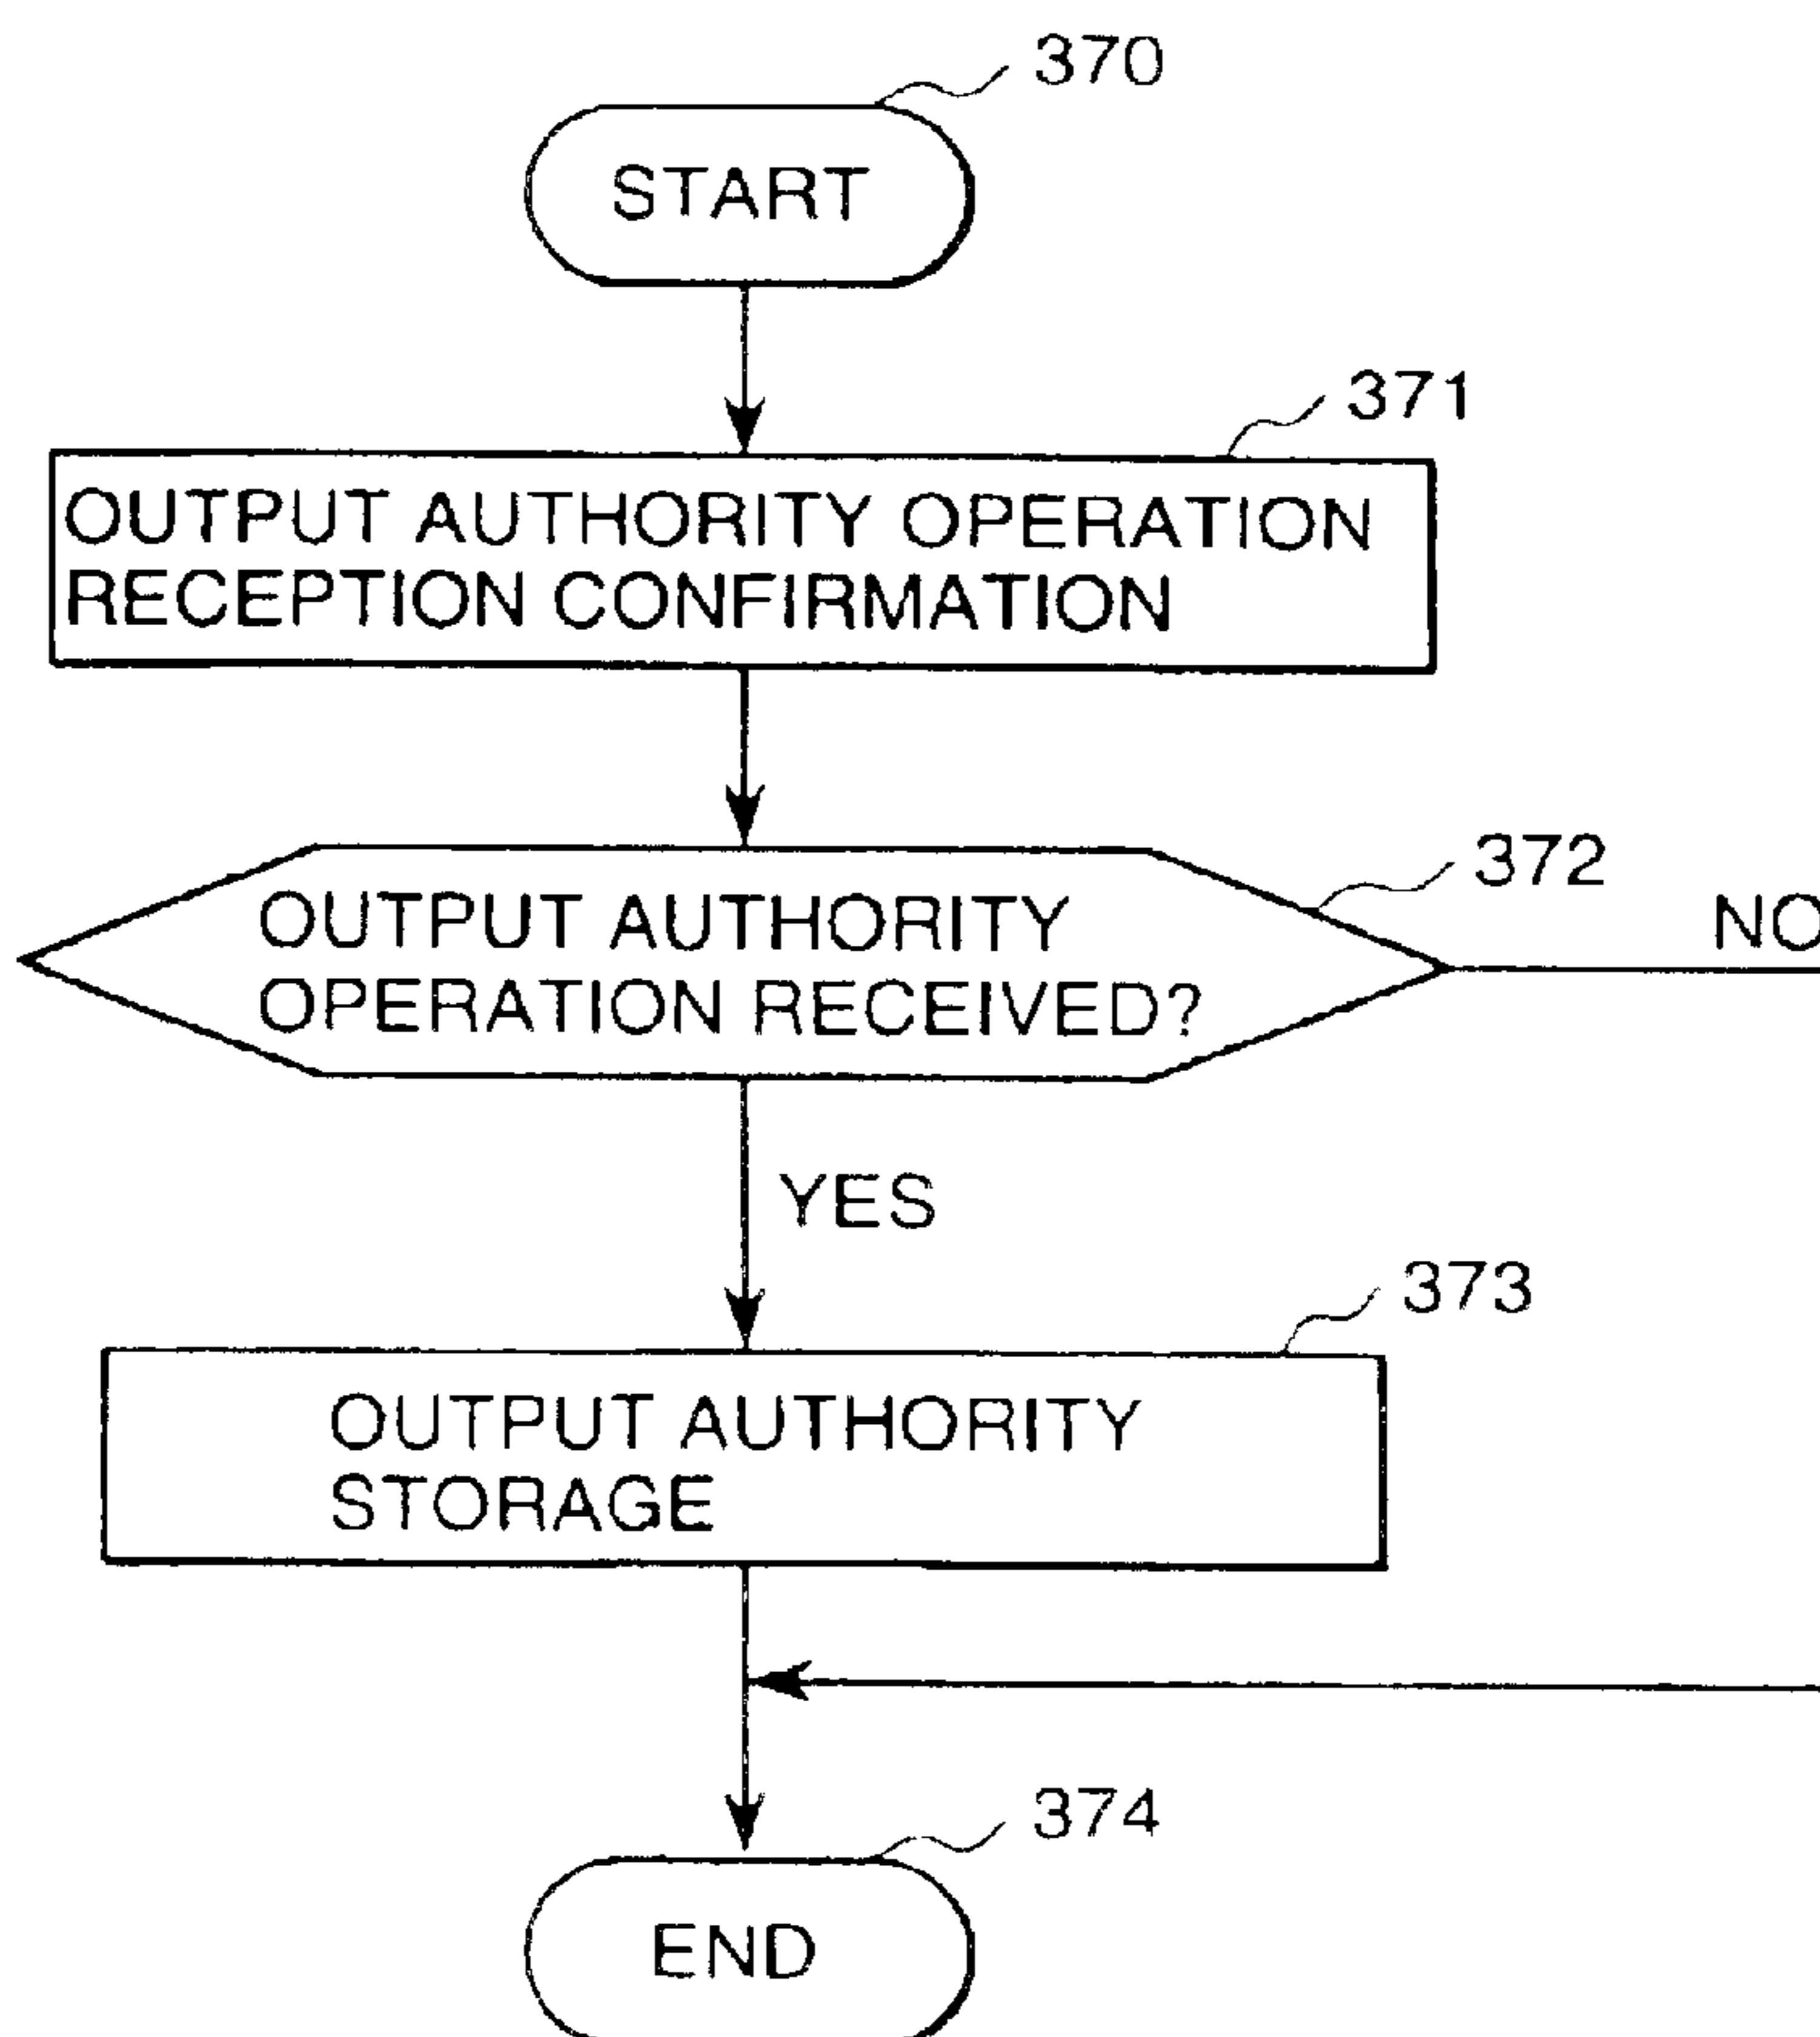 370
START
371
OUTPUT AUTHORITY OPERATION
RECEPTION CONFIRMATION
372
OUTPUT AUTHORITY
OPERATION RECEIVED?
NO
YES
373
OUTPUT AUTHORITY
STORAGE
374
END